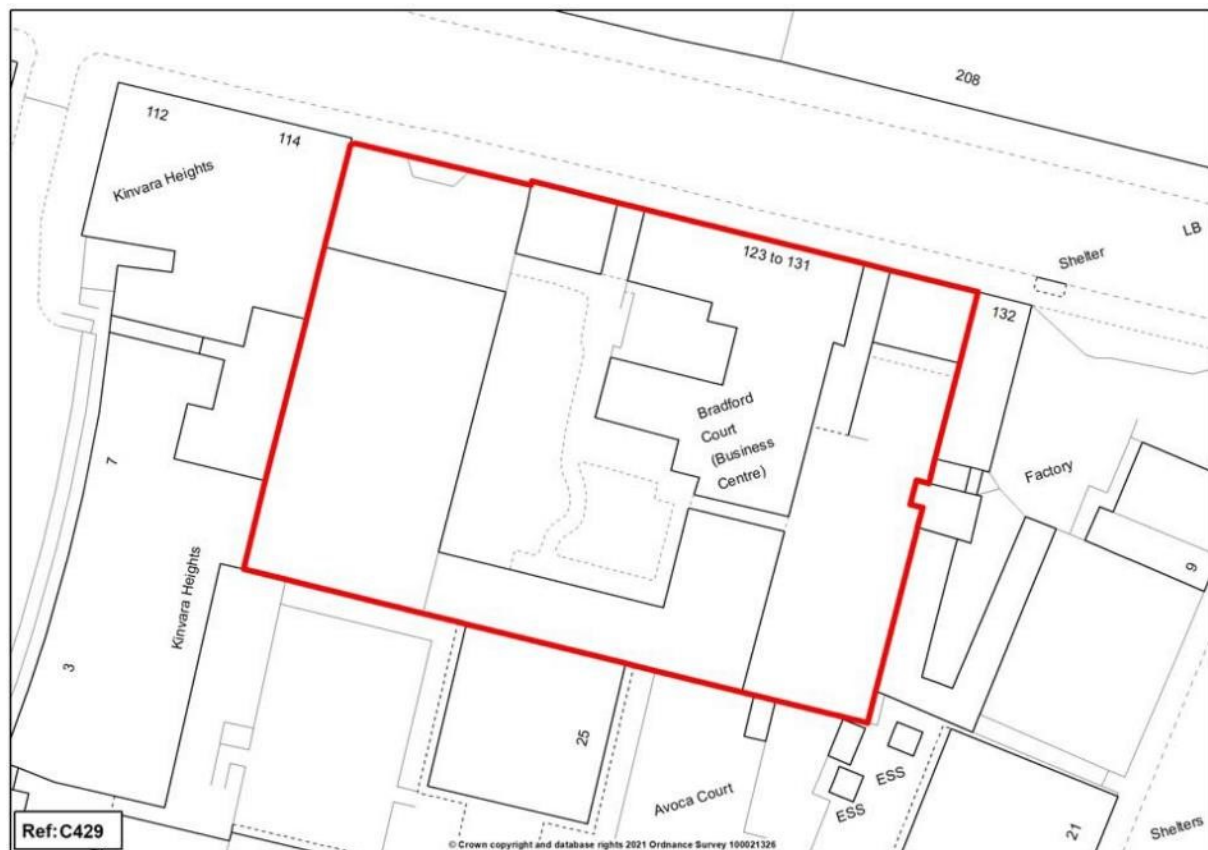 208
112
114
Kinvara Heights
LB
Shelter
123 to 131
132
Bradford
Court
(Business
Centre)
Factory
7
9
Kinvara Heights
3
25
Avoca Court
ESS
ESS
21
Shelters
Ref:C429
© Crown copyright and database rights 2021 Ordnance Survey 100021326